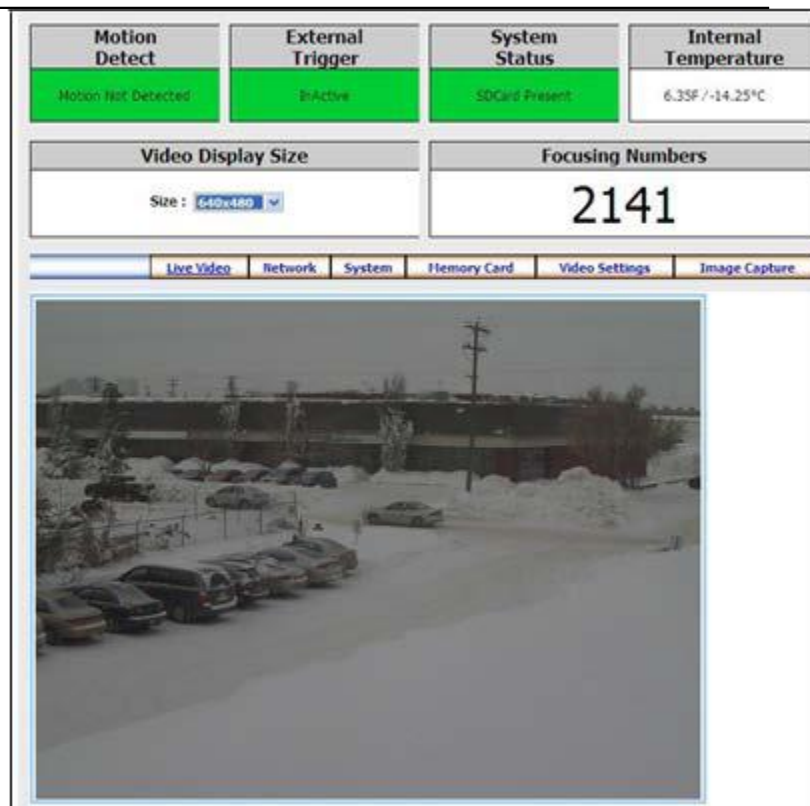 Motion
Detect
External
Trigger
System
Status
Internal
Temperature
Motion Not Detected
InActive
SDCard Present
6.35F / -14.25°C
Video Display Size
Focusing Numbers
Size : 640x480
2141
Live Video Network System Memory Card Video Settings Image Capture